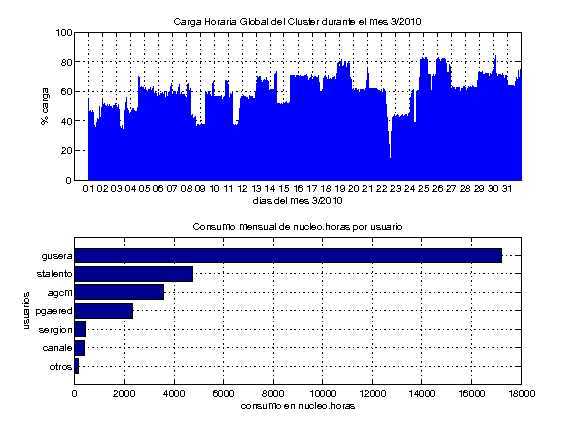 Carga Horaria Global del Cluster durante el mes 3/2010
100
80
60
40
20
0
% carga
01 02 03 04 05 06 07 08 09 10 11 12 13 14 15 16 17 18 19 20 21 22 23 24 25 26 27 28 29 30 31
dias del mes 3/2010
Consumo mensual de nucleo.horas por usuario
gusera
stalento
agcm
pgaered
sergion
canale
otros
usuarios
0 2000 4000 6000 8000 10000 12000 14000 16000 18000
consumo en nucleo.horas